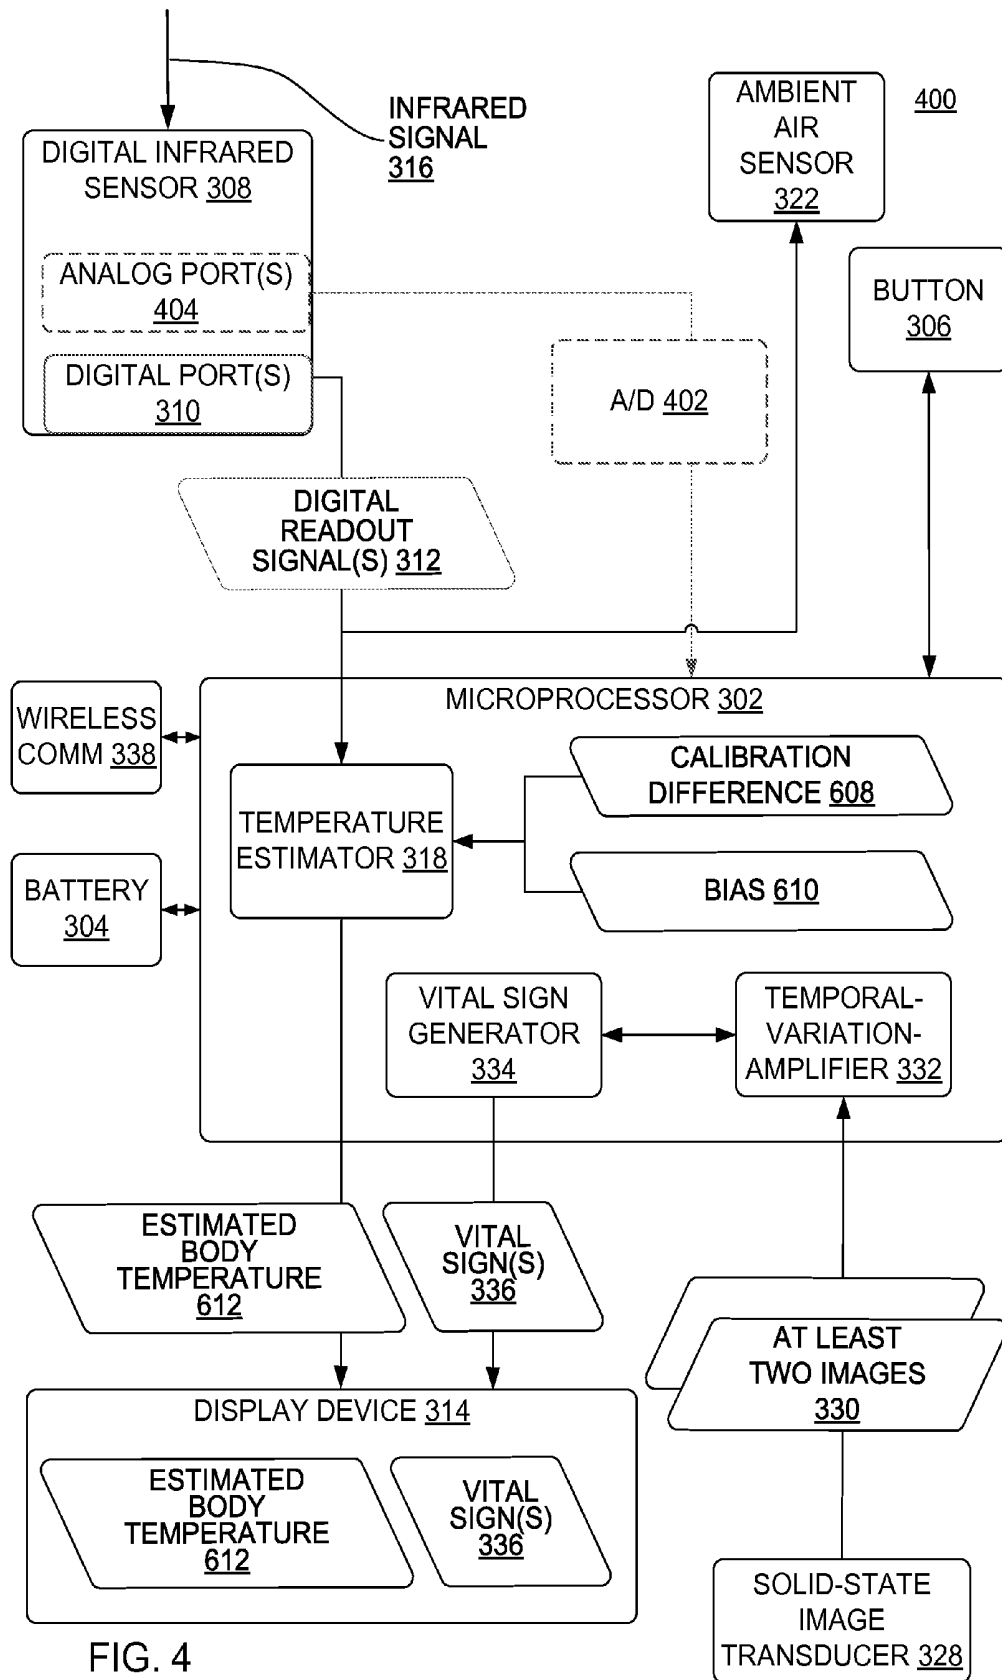 INFRARED
SIGNAL
316
AMBIENT
AIR
SENSOR
322
400
DIGITAL INFRARED
SENSOR 308
ANALOG PORT(S)
404
DIGITAL PORT(S)
310
BUTTON
306
A/D 402
DIGITAL
READOUT
SIGNAL(S) 312
MICROPROCESSOR 302
WIRELESS
COMM 338
CALIBRATION
DIFFERENCE 608
TEMPERATURE
ESTIMATOR 318
BATTERY
304
BIAS 610
VITAL SIGN
GENERATOR
334
TEMPORAL-
VARIATION-
AMPLIFIER 332
ESTIMATED
BODY
TEMPERATURE
612
VITAL
SIGN(S)
336
AT LEAST
TWO IMAGES
330
DISPLAY DEVICE 314
ESTIMATED
BODY
TEMPERATURE
612
VITAL
SIGN(S)
336
SOLID-STATE
IMAGE
TRANSDUCER 328
FIG. 4